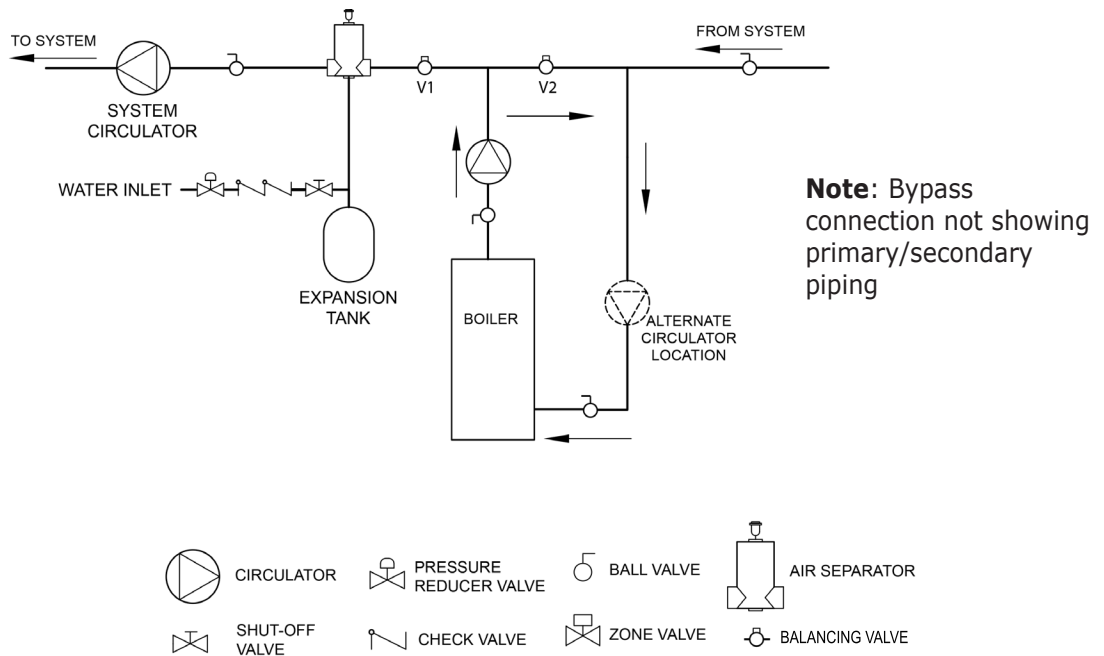 TO SYSTEM
FROM SYSTEM
V1
V2
SYSTEM
CIRCULATOR
WATER INLET
EXPANSION
TANK
BOILER
ALTERNATE
CIRCULATOR
LOCATION
Note: Bypass
connection not showing
primary/secondary
piping
CIRCULATOR
PRESSURE
REDUCER VALVE
BALL VALVE
AIR SEPARATOR
SHUT-OFF
VALVE
CHECK VALVE
ZONE VALVE
BALANCING VALVE